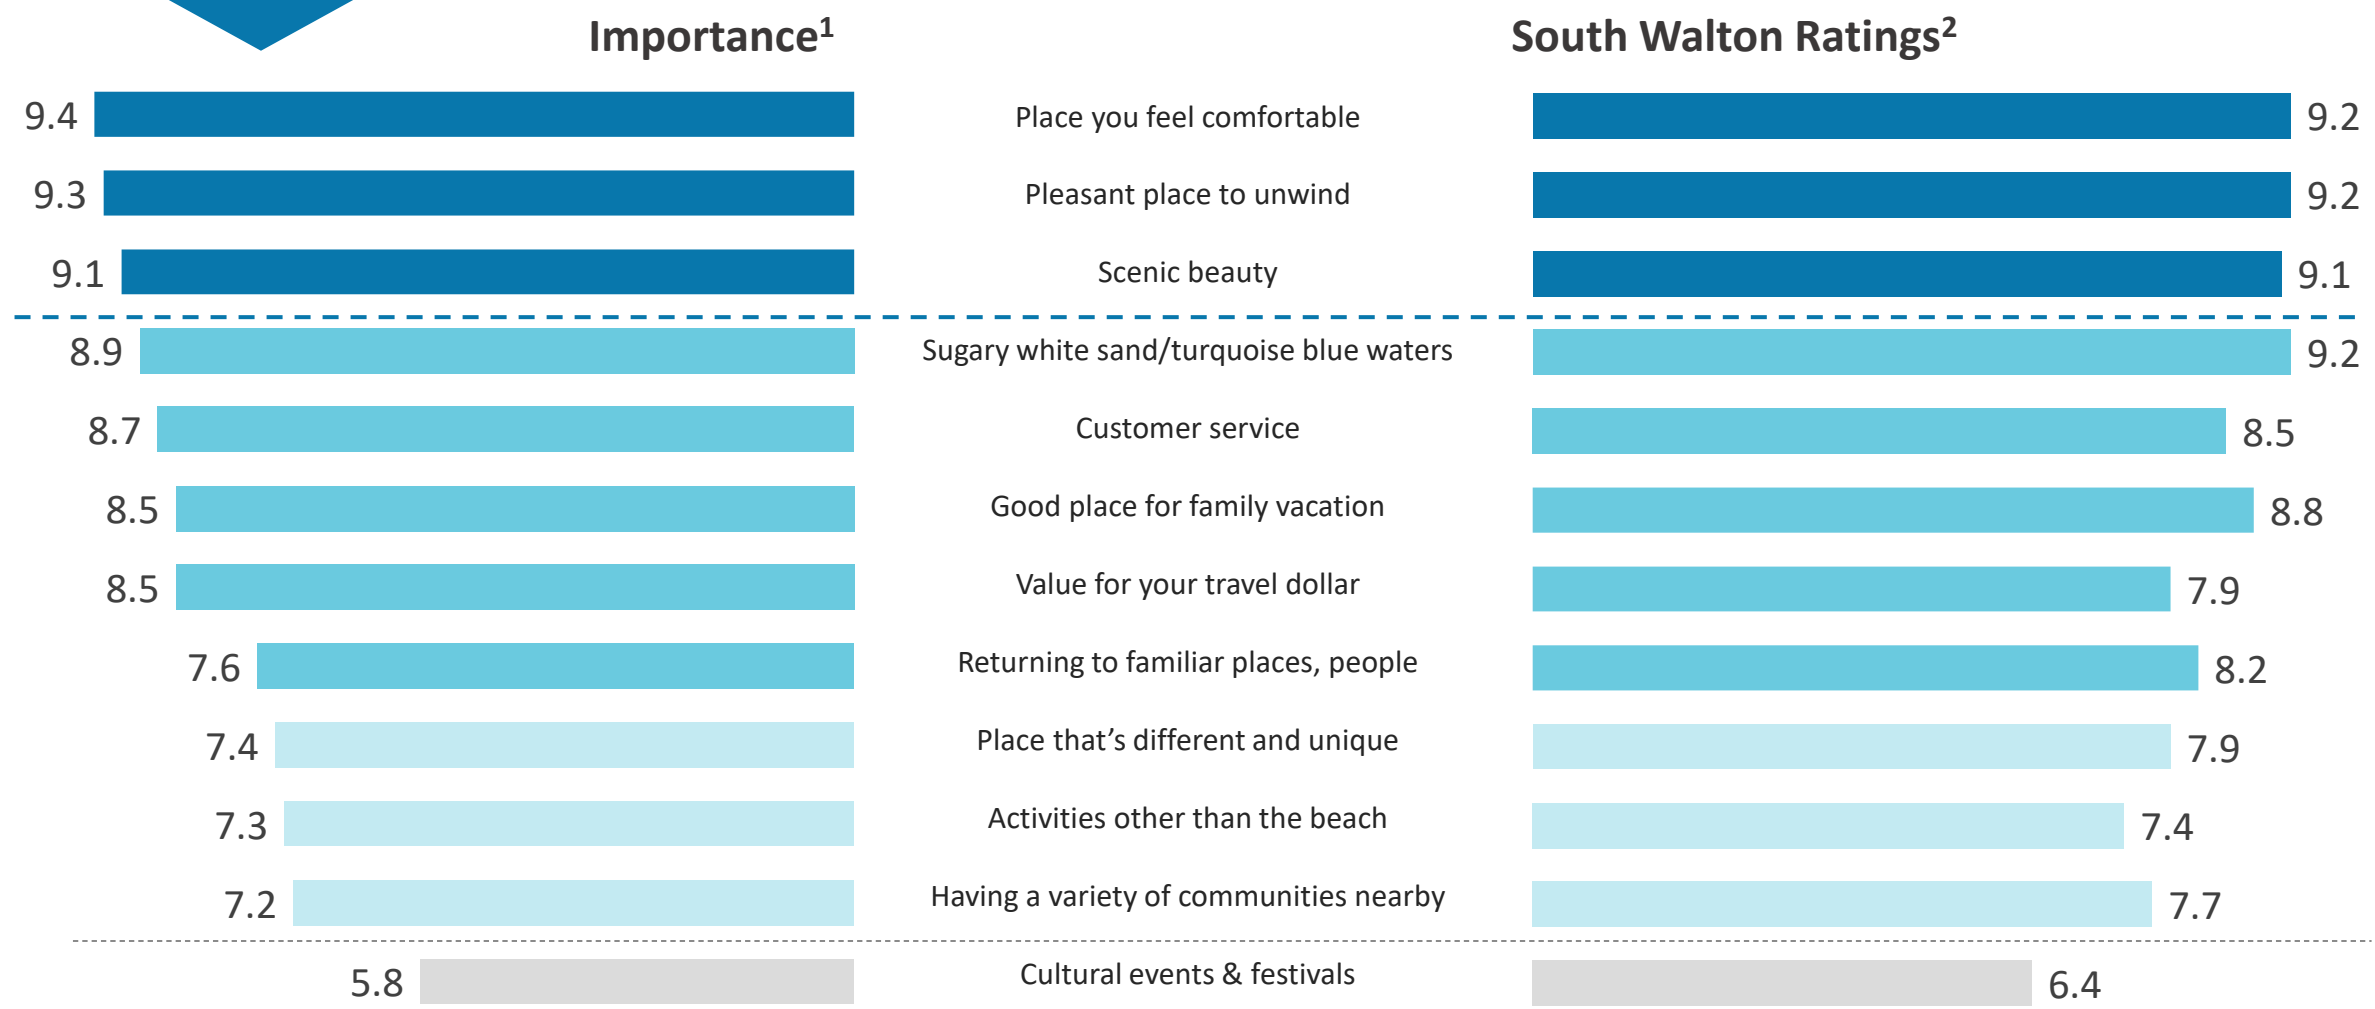 Importance¹ South Walton Ratings²
9.4 Place you feel comfortable 9.2
9.3 Pleasant place to unwind 9.2
9.1 Scenic beauty 9.1
8.9 Sugary white sand/turquoise blue waters 9.2
8.7 Customer service 8.5
8.5 Good place for family vacation 8.8
8.5 Value for your travel dollar 7.9
7.6 Returning to familiar places, people 8.2
7.4 Place that’s different and unique 7.9
7.3 Activities other than the beach 7.4
7.2 Having a variety of communities nearby 7.7
5.8 Cultural events & festivals 6.4